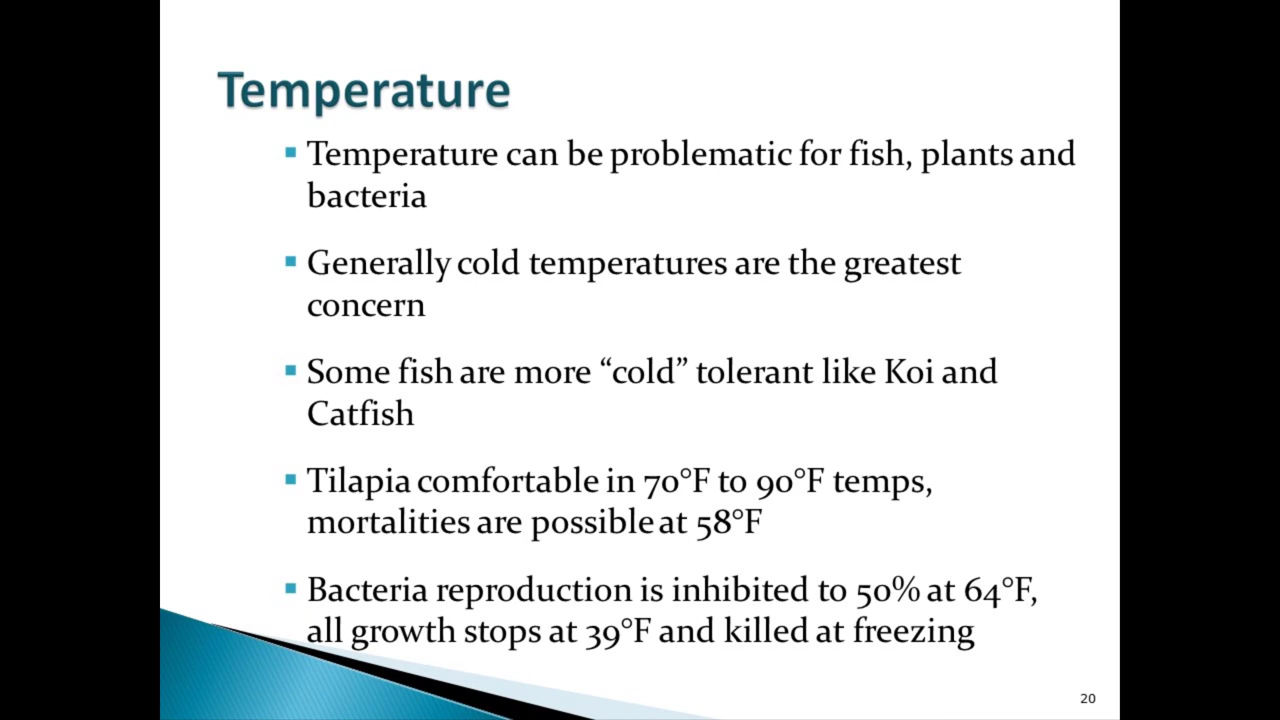 Temperature
▪ Temperature can be problematic for fish, plants and
bacteria
▪ Generally cold temperatures are the greatest
concern
▪ Some fish are more “cold” tolerant like Koi and
Catfish
▪ Tilapia comfortable in 70°F to 90°F temps,
mortalities are possible at 58°F
▪ Bacteria reproduction is inhibited to 50% at 64°F,
all growth stops at 39°F and killed at freezing
20